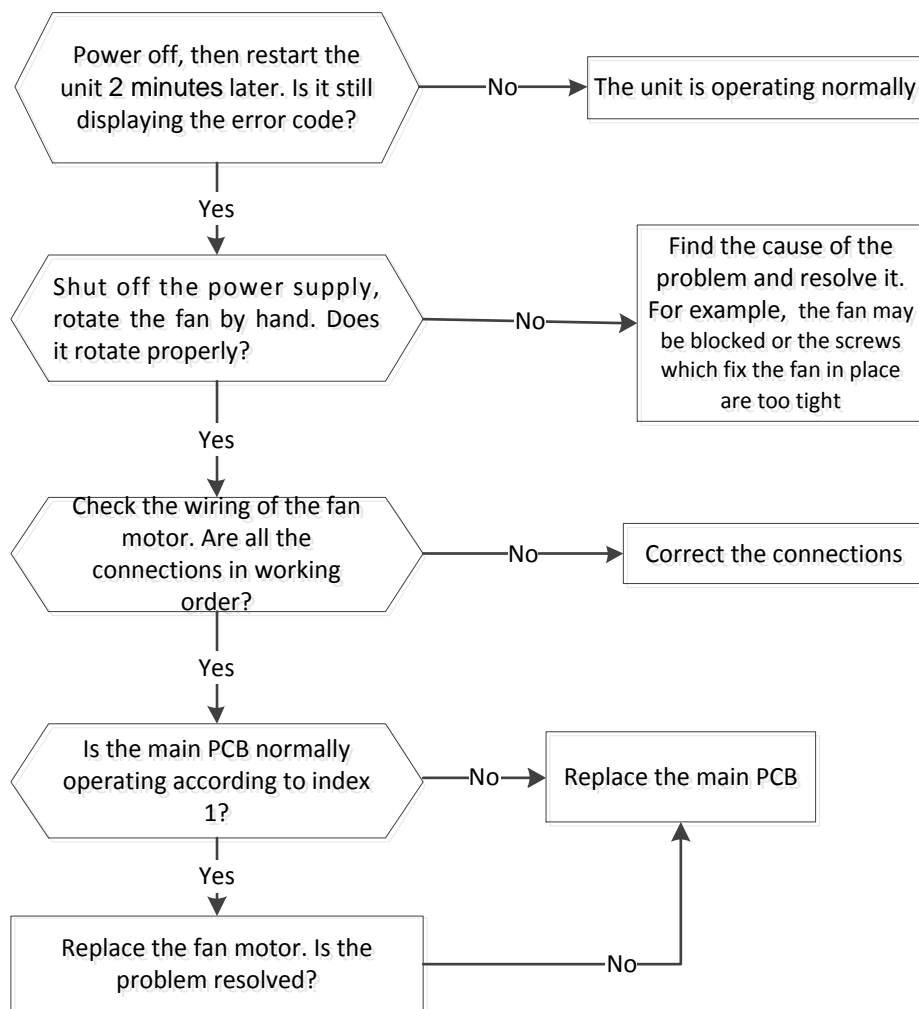 Power off, then restart the
unit 2 minutes later. Is it still
displaying the error code?
No
The unit is operating normally
Yes
Shut off the power supply,
rotate the fan by hand. Does
it rotate properly?
No
Find the cause of the
problem and resolve it.
For example, the fan may
be blocked or the screws
which fix the fan in place
are too tight
Yes
Check the wiring of the fan
motor. Are all the
connections in working
order?
No
Correct the connections
Yes
Is the main PCB normally
operating according to index
1?
No
Replace the main PCB
Yes
Replace the fan motor. Is the
problem resolved?
No